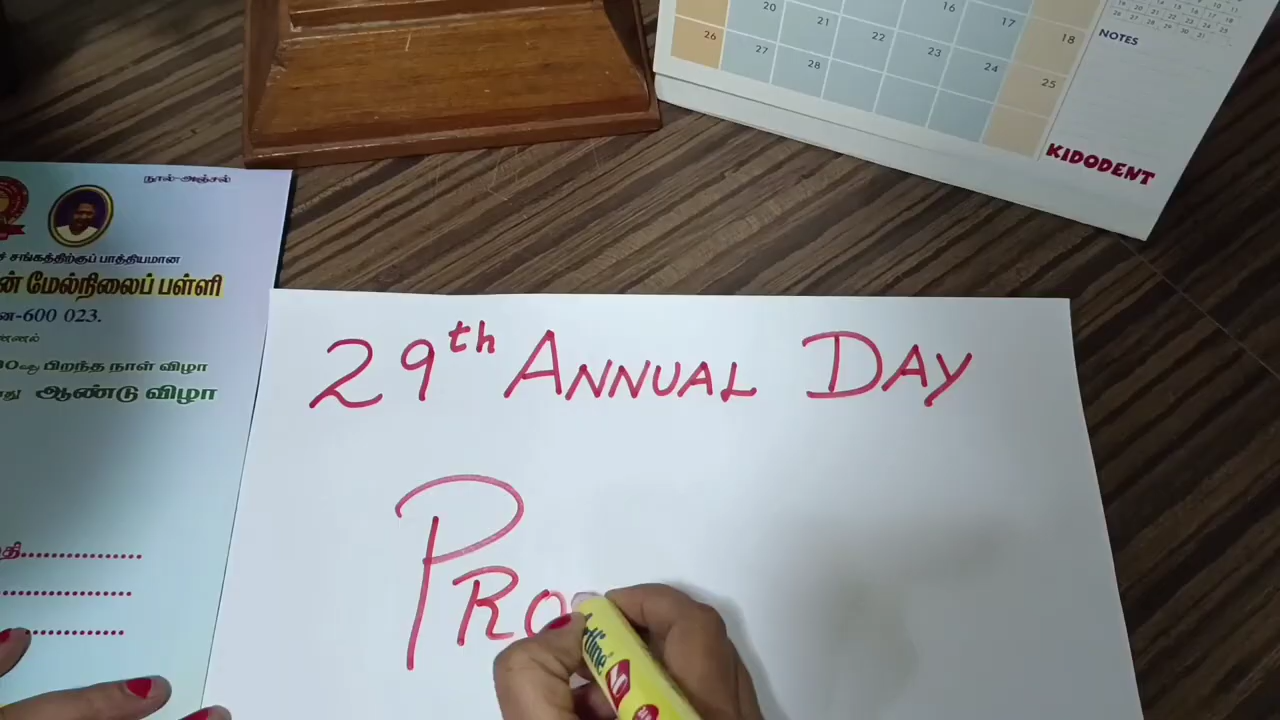 20 21 22 23 24 25
26 27 28 16 17 18
NOTES
KIDODENT
நூல்-அஞ்சல்
சங்கத்திற்குப் பாத்தியமான
மேல்நிலைப் பள்ளி
600 023.
பிறந்த நாள் விழா
ஆண்டு விழா
29th ANNUAL DAY
PRO
Artline